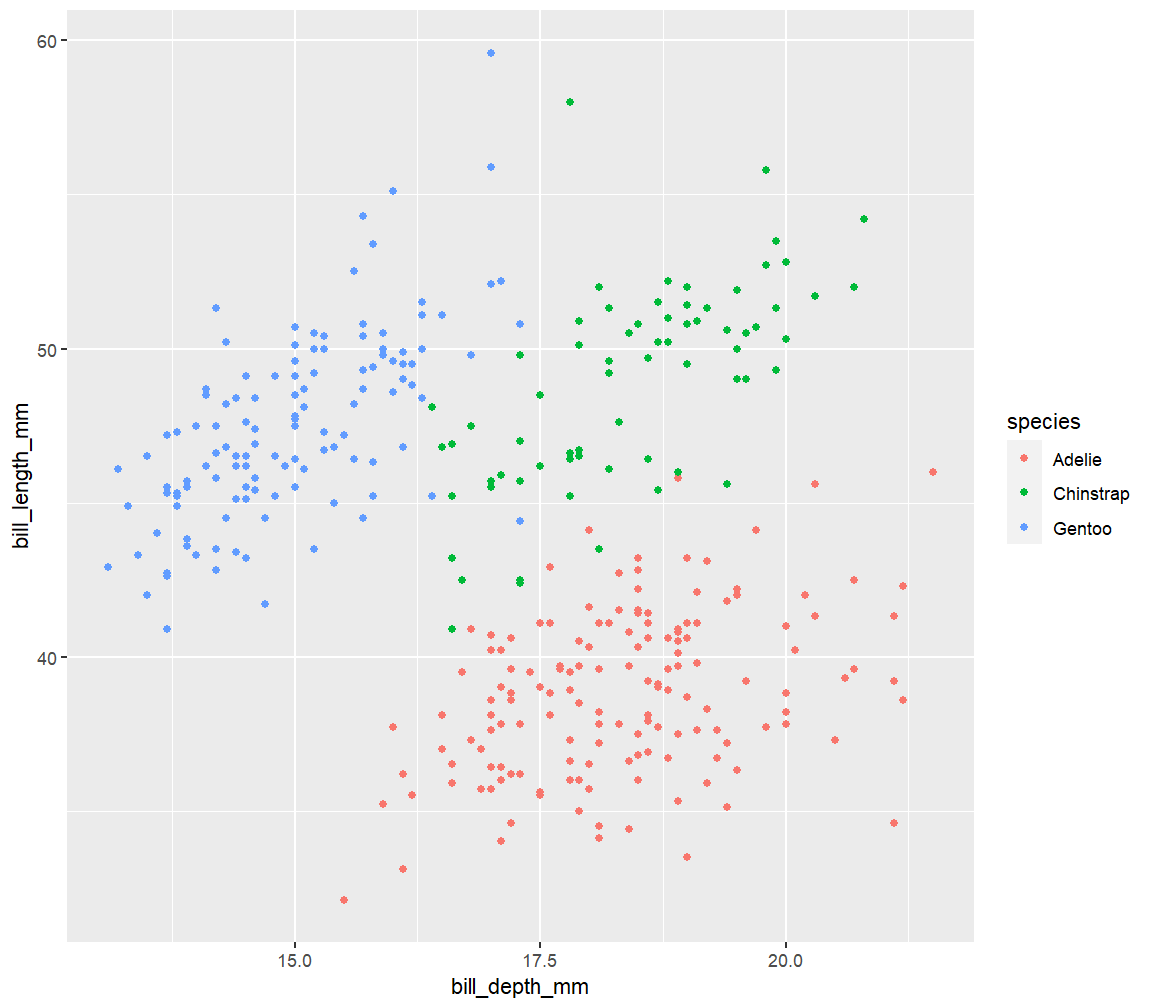 60
50
40
bill_length_mm
15.0
17.5
20.0
bill_depth_mm
species
Adelie
Chinstrap
Gentoo